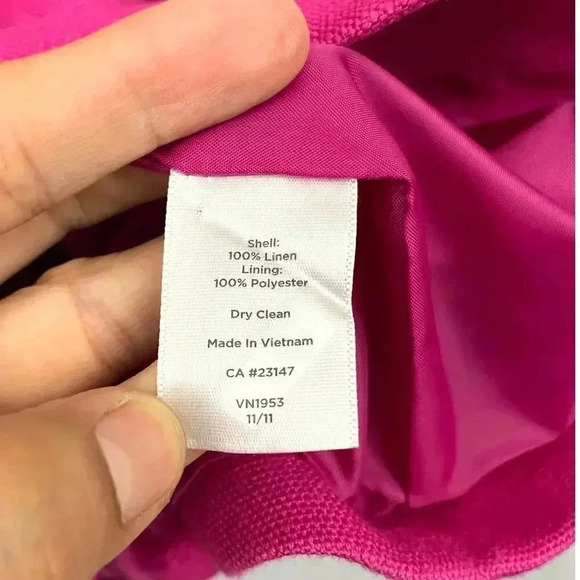 Shell:
100% Linen
Lining:
100% Polyester
Dry Clean
Made In Vietnam
CA #23147
VN1953
11/11